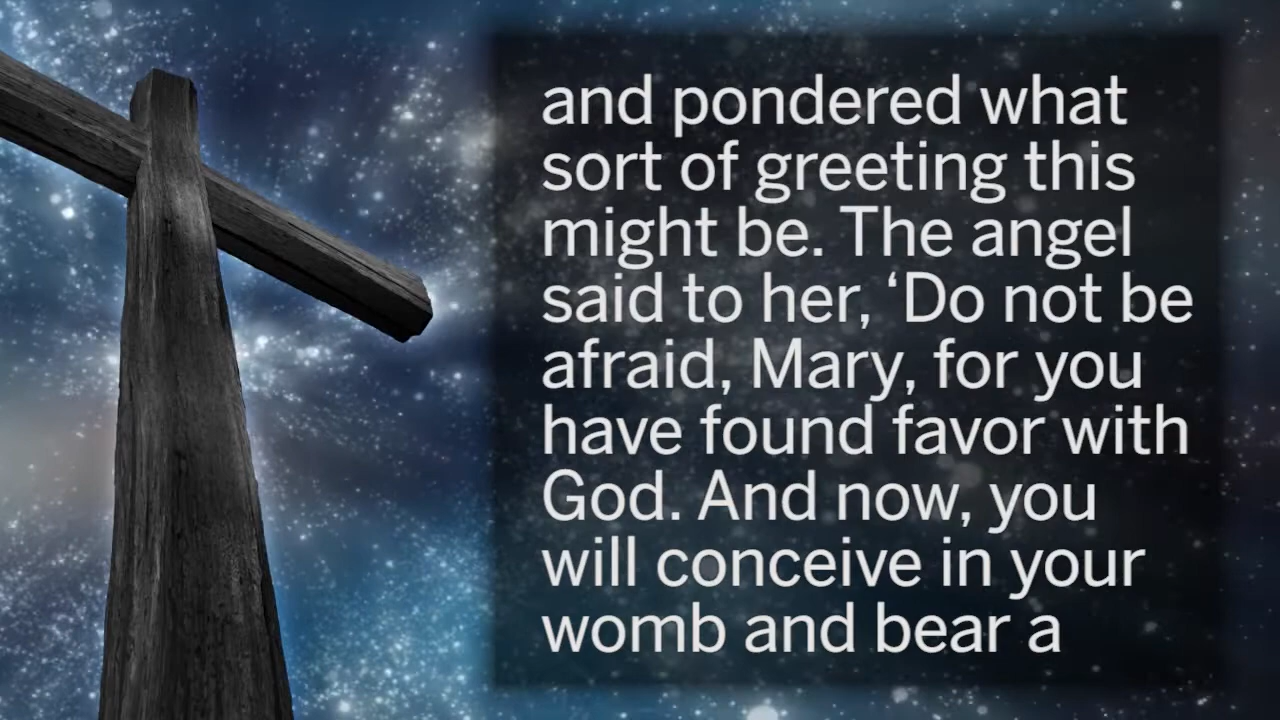 and pondered what
sort of greeting this
might be. The angel
said to her, ‘Do not be
afraid, Mary, for you
have found favor with
God. And now, you
will conceive in your
womb and bear a